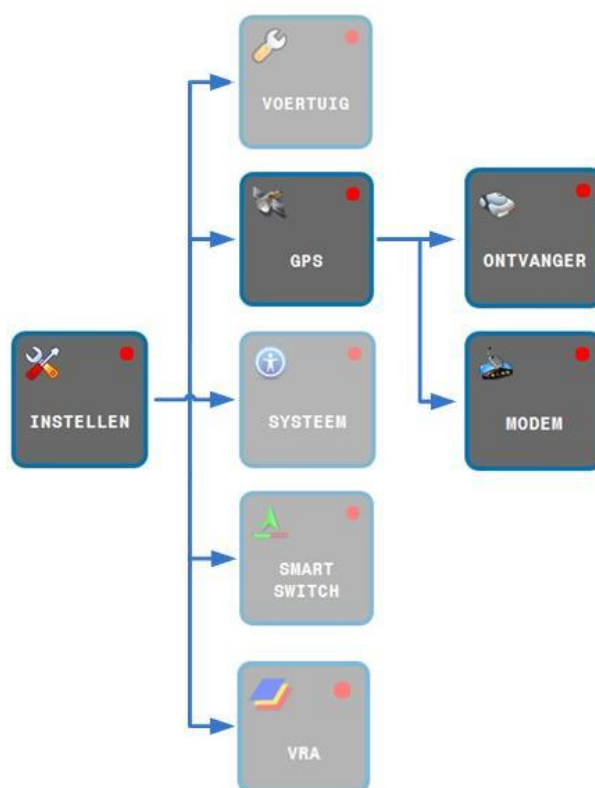 VOERTUIG
GPS
ONTVANGER
INSTELLEN
SYSTEEM
MODEM
SMART
SWITCH
VRA